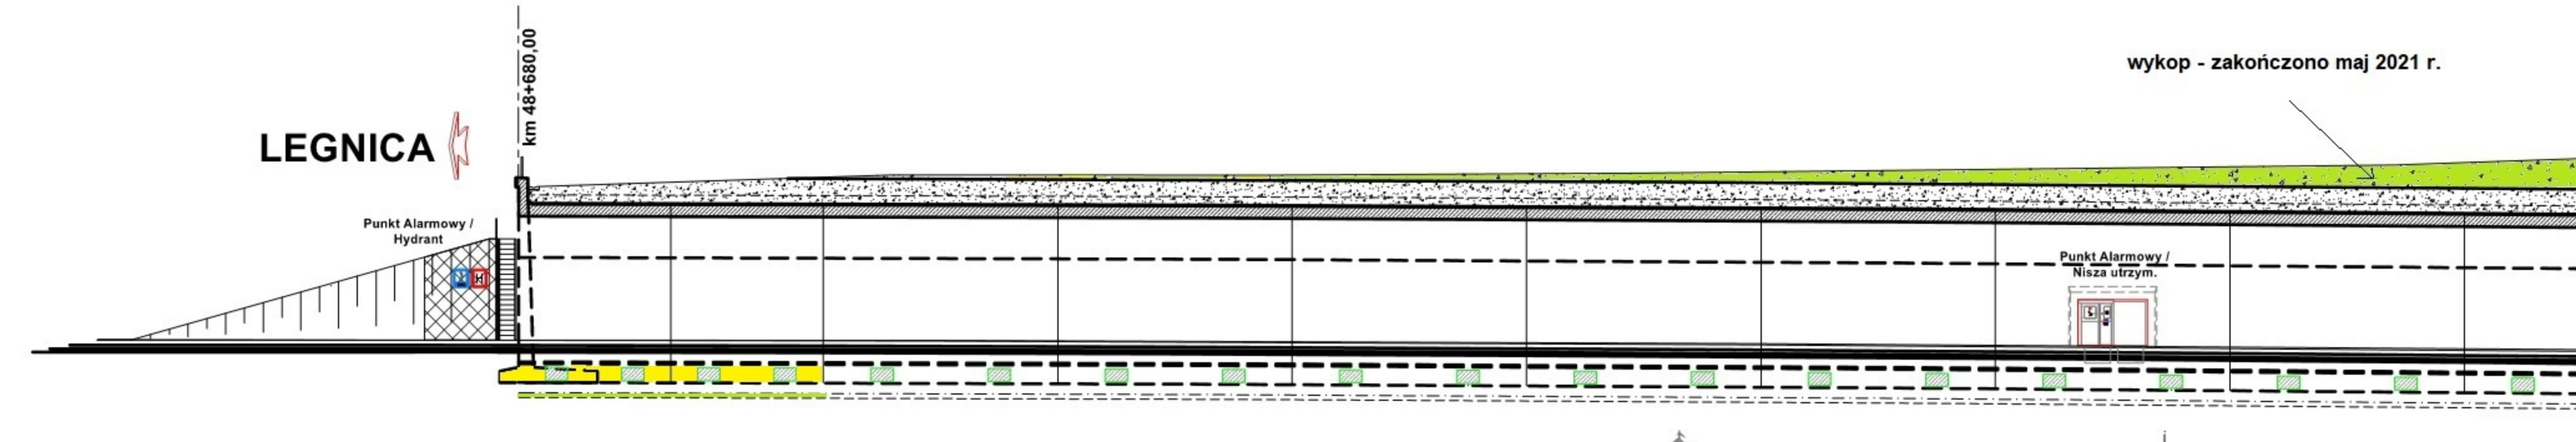 km 48+680,00
wykop - zakończono maj 2021 r.
LEGNICA
Punkt Alarmowy /
Hydrant
H
Punkt Alarmowy /
Nisza utrzym.